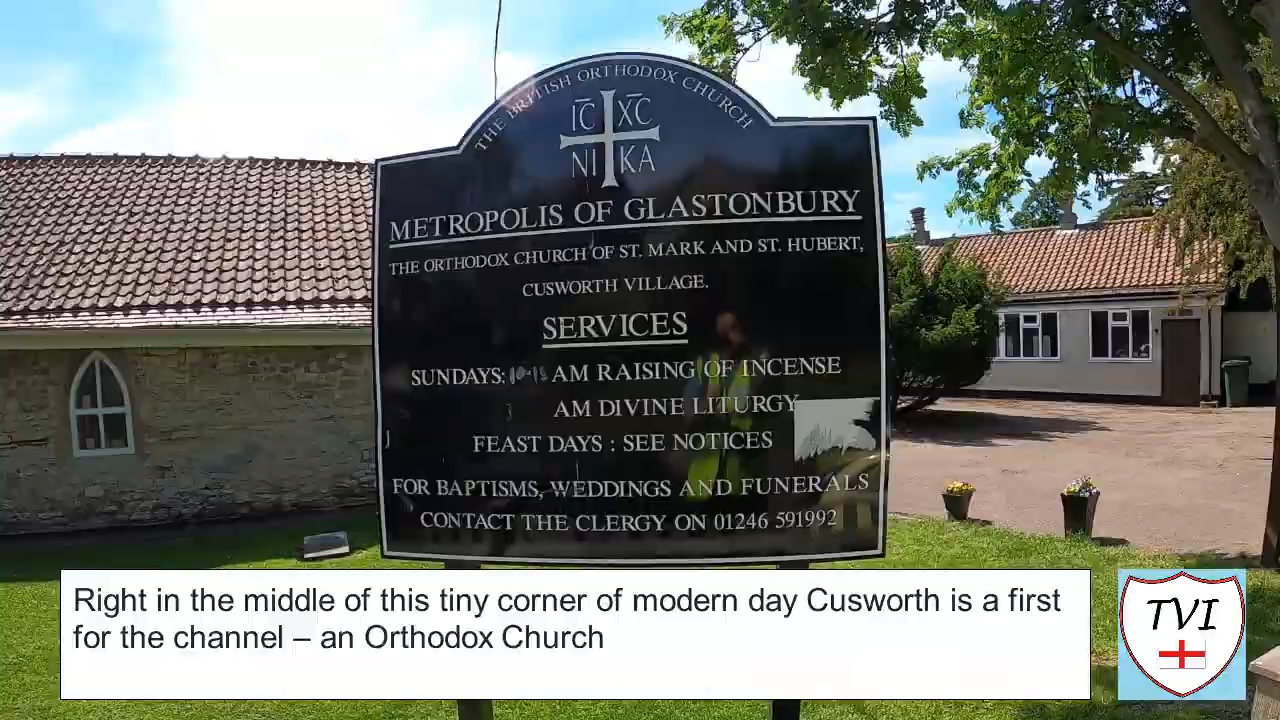 THE BRITISH ORTHODOX CHURCH
IC XC
NI KA
METROPOLIS OF GLASTONBURY
THE ORTHODOX CHURCH OF ST. MARK AND ST. HUBERT,
CUSWORTH VILLAGE.
SERVICES
SUNDAYS: 10-15 AM RAISING OF INCENSE
AM DIVINE LITURGY
FEAST DAYS : SEE NOTICES
FOR BAPTISMS, WEDDINGS AND FUNERALS
CONTACT THE CLERGY ON 01246 591992
Right in the middle of this tiny corner of modern day Cusworth is a first
for the channel – an Orthodox Church
TVI